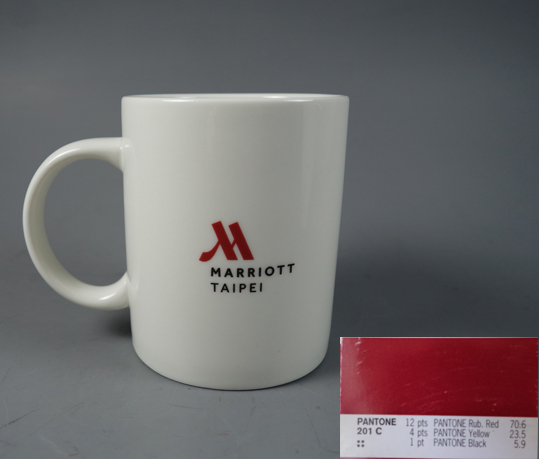 MARRIOTT
TAIPEI
PANTONE 12 pts PANTONE Rub. Red 70.6
201 C 4 pts PANTONE Yellow 23.5
1 pt PANTONE Black 5.9